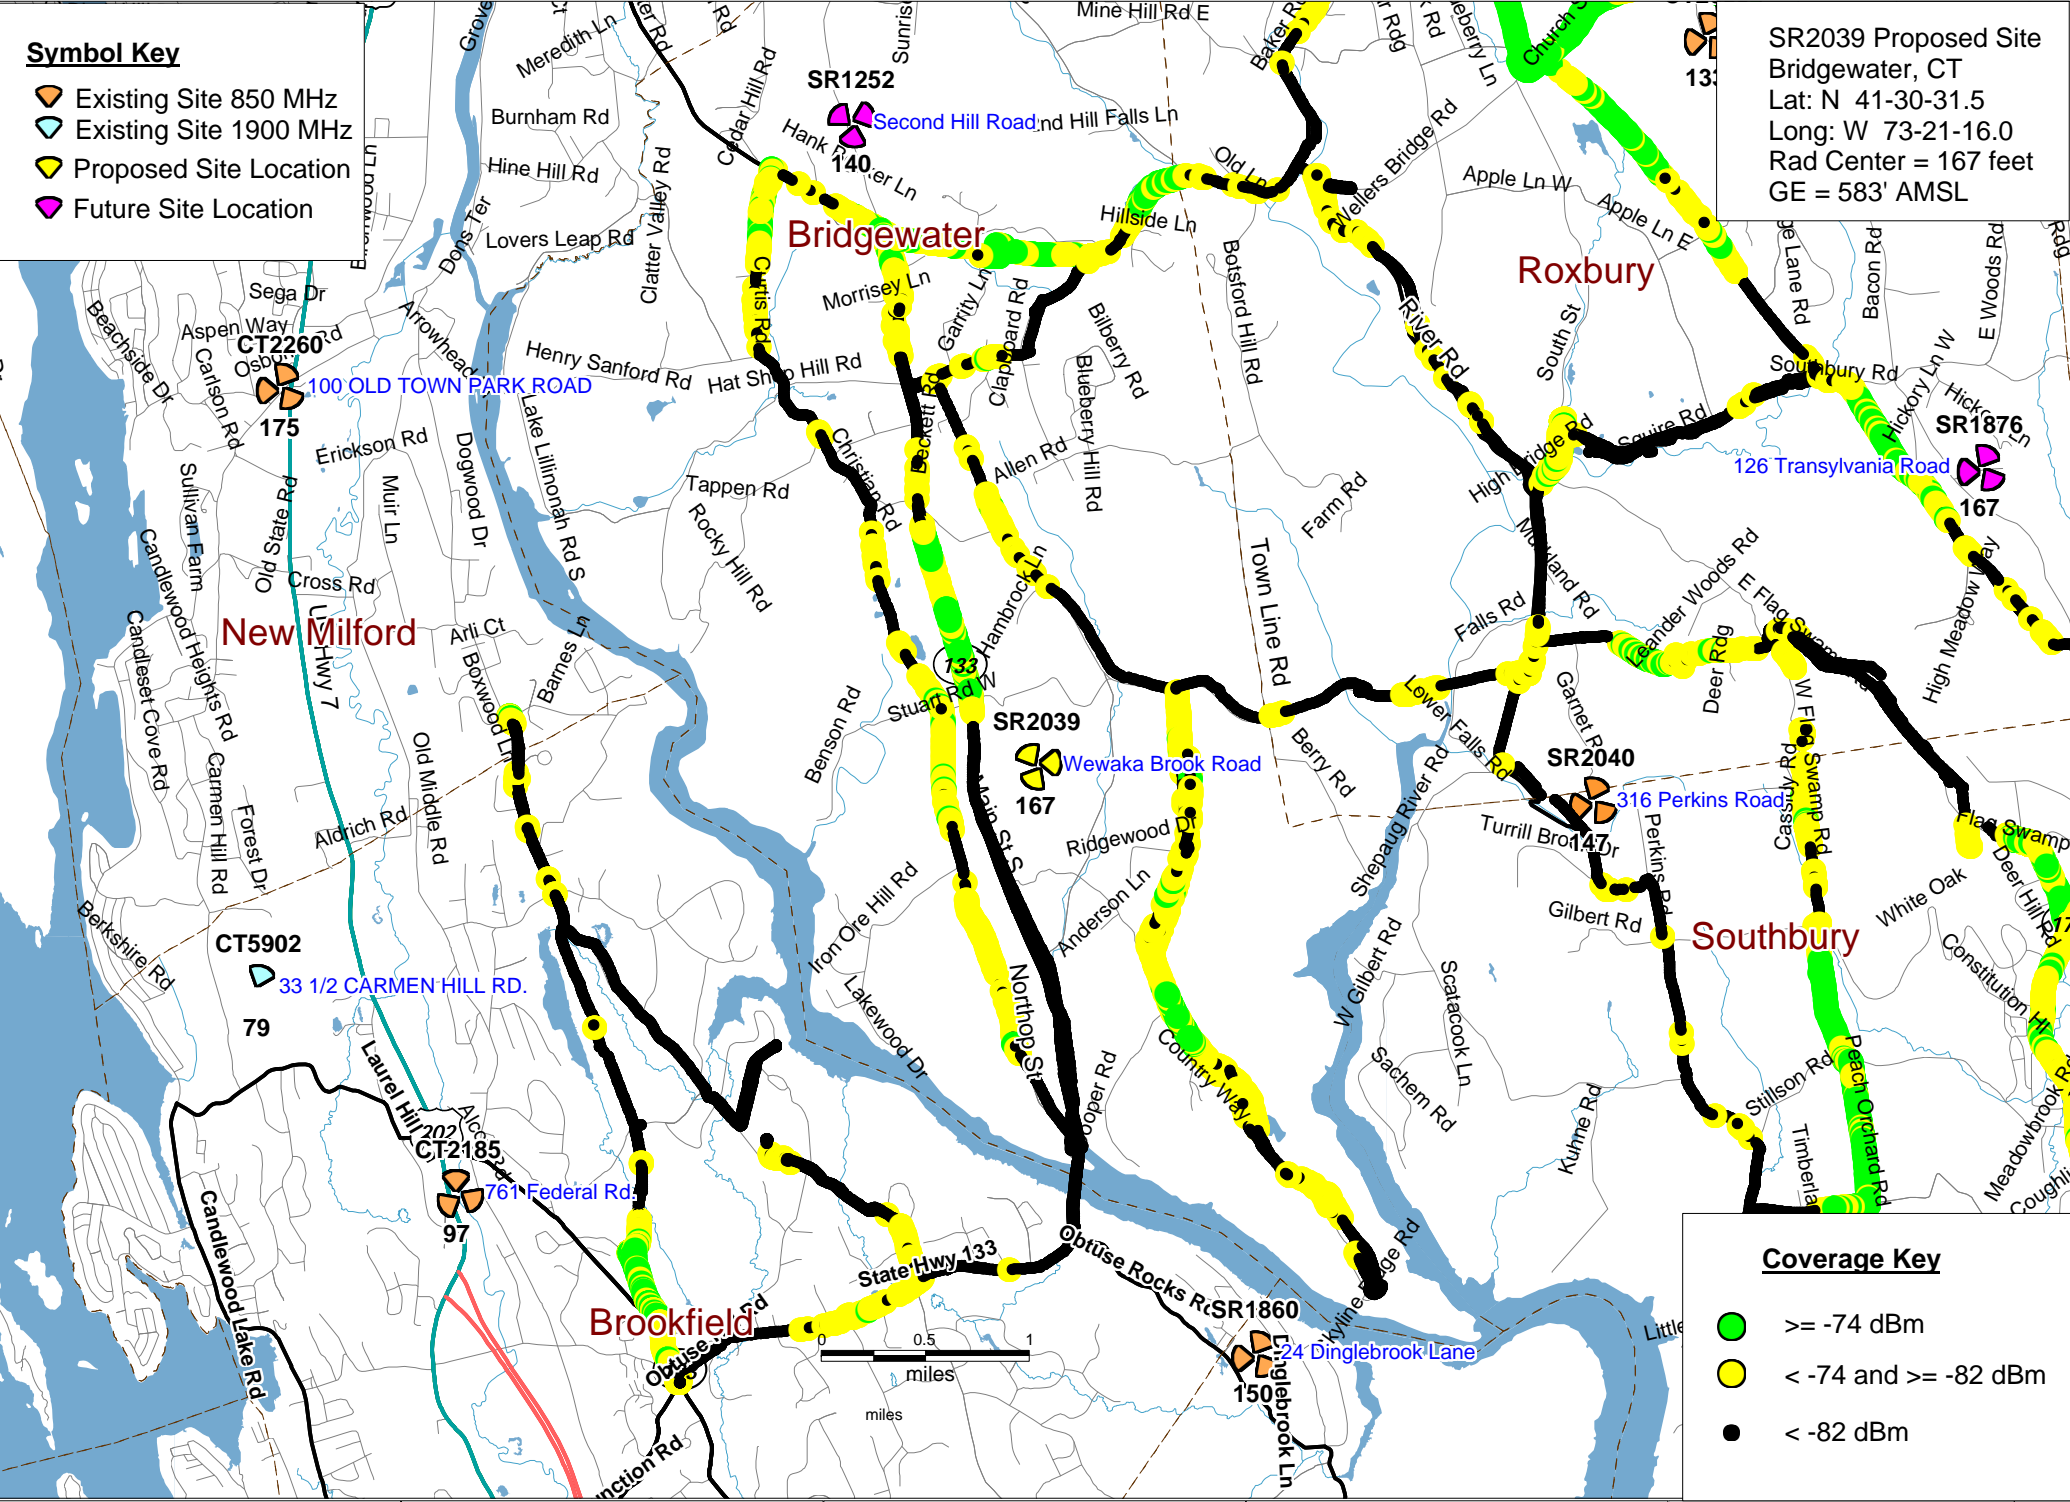 Symbol Key
Existing Site 850 MHz
Existing Site 1900 MHz
Proposed Site Location
Future Site Location
SR2039 Proposed Site
Bridgewater, CT
Lat: N 41-30-31.5
Long: W 73-21-16.0
Rad Center = 167 feet
GE = 583' AMSL
Meredith Ln
Mine Hill Rd E
Burnham Rd
Cedar Hill Rd
SR1252
Second Hill Road
140
Hine Hill Rd
Clatter Valley Rd
Dons Ter
Lovers Leap Rd
Bridgewater
Old Ln
Hillside Ln
Wellers Bridge Rd
Apple Ln W
Apple Ln E
Roxbury
Bacon Rd
E Woods Rd
Sega Dr
Aspen Way
CT2260
100 OLD TOWN PARK ROAD
175
Beachside Dr
Carlson Rd
Curtis Rd
Morrisey Ln
Garrity Ln
Clapboard Rd
Bilberry Rd
Botsford Hill Rd
River Rd
South St
Southbury Rd
Henry Sanford Rd
Hat Shop Hill Rd
Blueberry Hill Rd
Beckett Rd
Hickory Ln W
SR1876
126 Transylvania Road
167
Squire Rd
High Bridge Rd
Erickson Rd
Dogwood Dr
Lake Lillinonah Rd S
Christian Rd
Allen Rd
Tappen Rd
Rocky Hill Rd
Farm Rd
Muir Ln
Old State Rd
Sullivan Farm
Cross Rd
Candlewood Heights Rd
Candleset Cove Rd
New Milford
Arli Ct
Boxwood Ln
Barnes Ln
Hambrock Ln
Town Line Rd
Falls Rd
Leander Woods Rd
High Meadow Way
133
Stuart Rd W
Benson Rd
SR2039
Wewaka Brook Road
167
Berry Rd
Lower Falls Rd
Deer Rdg
W Flag Swamp Rd
Cassidy Rd
SR2040
316 Perkins Road
147
Perkins Rd
Shepaug River Rd
Carmen Hill Rd
Forest Dr
Aldrich Rd
Old Middle Rd
Main St S
Ridgewood Dr
Anderson Ln
Gilbert Rd
Southbury
White Oak
Deer Hill Rd
Berkshire Rd
CT5902
33 1/2 CARMEN HILL RD.
79
Iron Ore Hill Rd
Lakewood Dr
Northop St
W Gilbert Rd
Scatacook Ln
Constitution Hl
Laurel Hill
202
CT2185
761 Federal Rd.
97
Country Way
Sachem Rd
Kuhne Rd
Stillson Rd
Peach Orchard Rd
Candlewood Lake Rd
State Hwy 133
Brookfield
SR1860
24 Dinglebrook Lane
150
Dinglebrook Ln
0 0.5 1
miles
miles
Coverage Key
>= -74 dBm
< -74 and >= -82 dBm
< -82 dBm